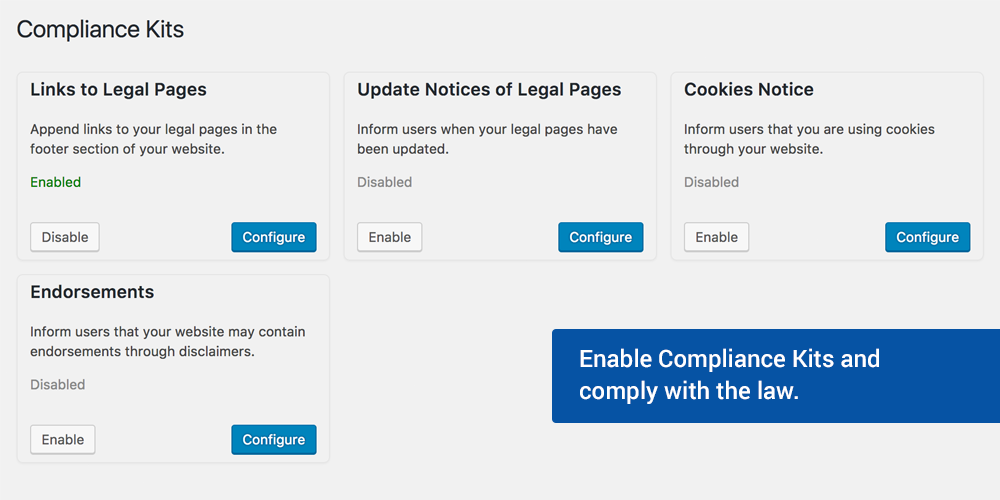 Compliance Kits
Links to Legal Pages
Append links to your legal pages in the
footer section of your website.
Enabled
Disable
Configure
Update Notices of Legal Pages
Inform users when your legal pages have
been updated.
Disabled
Enable
Configure
Cookies Notice
Inform users that you are using cookies
through your website.
Disabled
Enable
Configure
Endorsements
Inform users that your website may contain
endorsements through disclaimers.
Disabled
Enable
Configure
Enable Compliance Kits and
comply with the law.